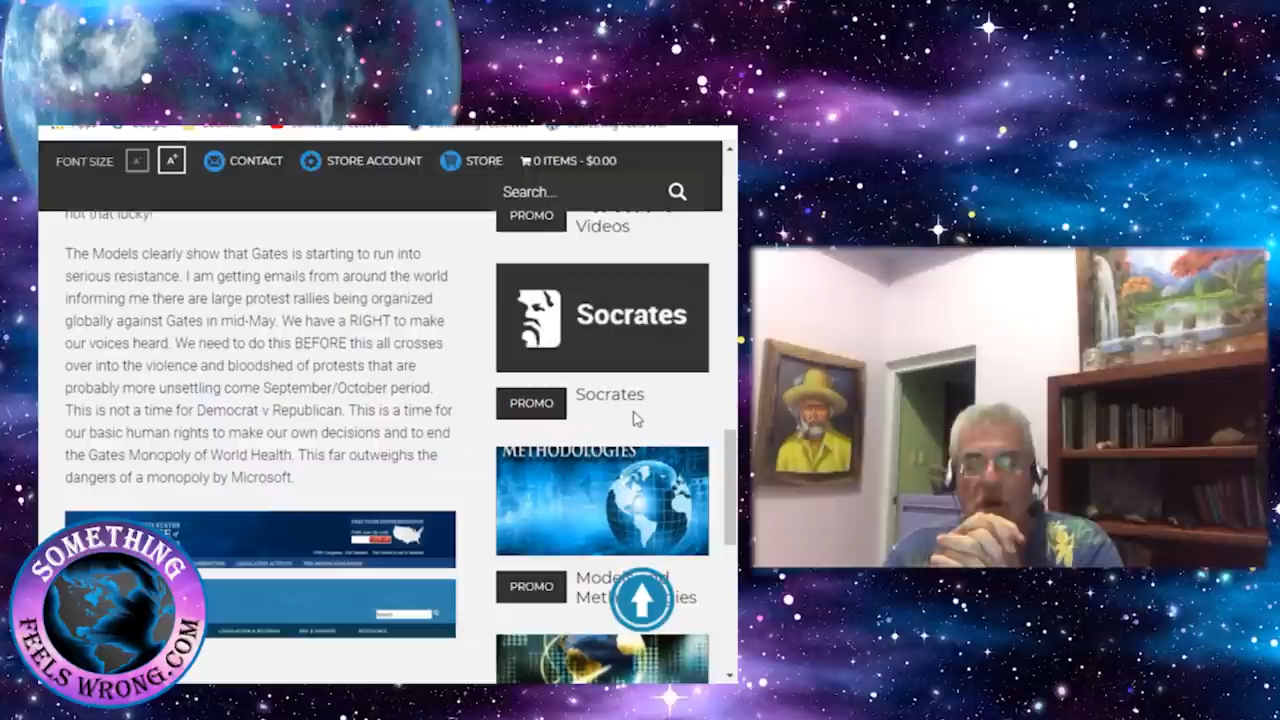 FONT SIZE A- A+ CONTACT STORE ACCOUNT STORE 0 ITEMS - $0.00
Search...
not that lucky!
The Models clearly show that Gates is starting to run into
serious resistance. I am getting emails from around the world
informing me there are large protest rallies being organized
globally against Gates in mid-May. We have a RIGHT to make
our voices heard. We need to do this BEFORE this all crosses
over into the violence and bloodshed of protests that are
probably more unsettling come September/October period.
This is not a time for Democrat v Republican. This is a time for
our basic human rights to make our own decisions and to end
the Gates Monopoly of World Health. This far outweighs the
dangers of a monopoly by Microsoft.
PROMO
Videos
Socrates
PROMO
Socrates
METHODOLOGIES
PROMO
SOMETHING
FEELS WRONG.COM